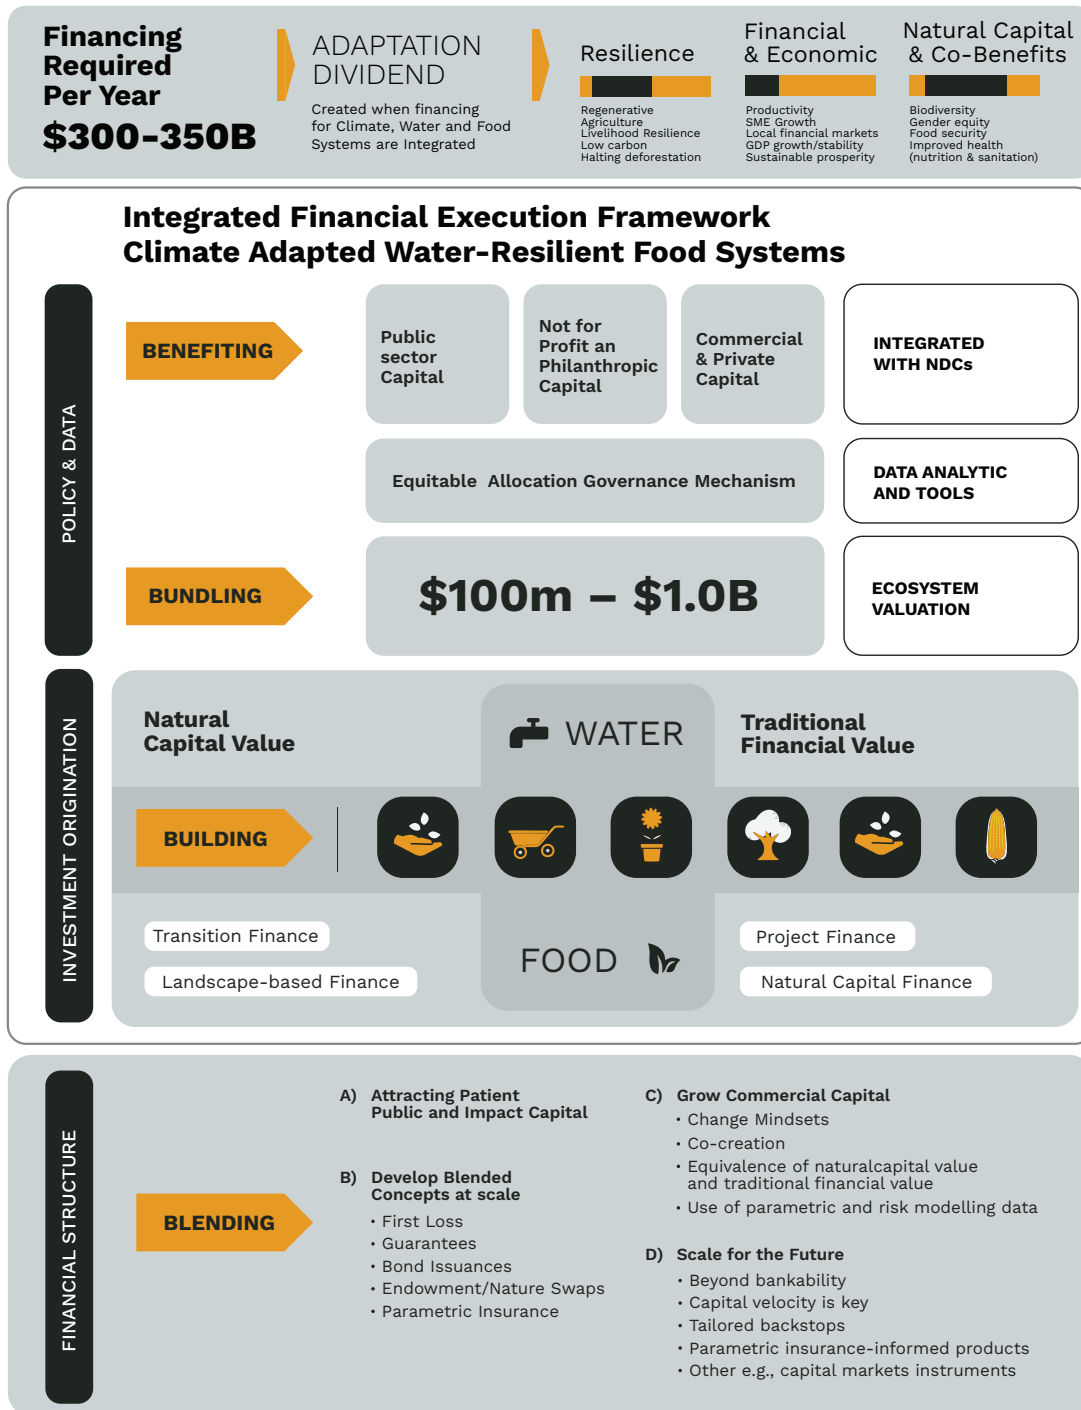 Financing
Required
Per Year
$300-350B
ADAPTATION
DIVIDEND
Created when financing
for Climate, Water and Food
Systems are Integrated
Resilience
Regenerative
Agriculture
Livelihood Resilience
Low carbon
Halting deforestation
Financial
& Economic
Productivity
SME Growth
Local financial markets
GDP growth/stability
Sustainable prosperity
Natural Capital
& Co-Benefits
Biodiversity
Gender equity
Food security
Improved health
(nutrition & sanitation)
Integrated Financial Execution Framework
Climate Adapted Water-Resilient Food Systems
POLICY & DATA
BENEFITING
Public
sector
Capital
Not for
Profit an
Philanthropic
Capital
Commercial
& Private
Capital
INTEGRATED
WITH NDCs
Equitable Allocation Governance Mechanism
DATA ANALYTIC
AND TOOLS
BUNDLING
$100m – $1.0B
ECOSYSTEM
VALUATION
INVESTMENT ORIGINATION
Natural
Capital Value
WATER
Traditional
Financial Value
BUILDING
Transition Finance
Landscape-based Finance
FOOD
Project Finance
Natural Capital Finance
FINANCIAL STRUCTURE
BLENDING
A) Attracting Patient
Public and Impact Capital
B) Develop Blended
Concepts at scale
• First Loss
• Guarantees
• Bond Issuances
• Endowment/Nature Swaps
• Parametric Insurance
C) Grow Commercial Capital
• Change Mindsets
• Co-creation
• Equivalence of naturalcapital value
and traditional financial value
• Use of parametric and risk modelling data
D) Scale for the Future
• Beyond bankability
• Capital velocity is key
• Tailored backstops
• Parametric insurance-informed products
• Other e.g., capital markets instruments